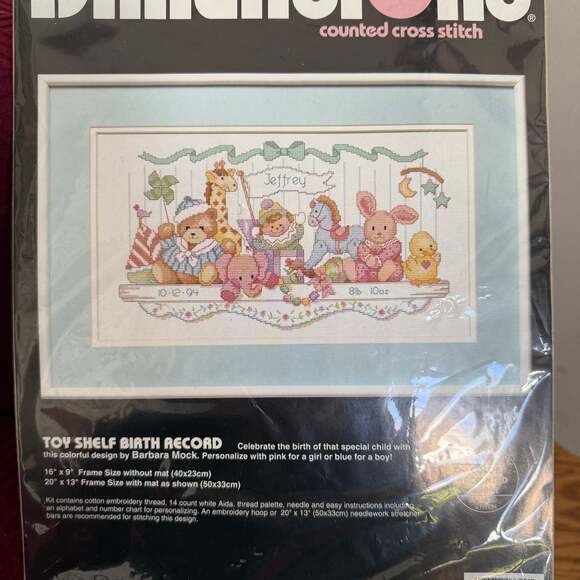 DIMENSIONS®
counted cross stitch
Jeffrey
10·12·94
8lb 10oz
TOY SHELF BIRTH RECORD Celebrate the birth of that special child with
this colorful design by Barbara Mock. Personalize with pink for a girl or blue for a boy!
16" x 9" Frame Size without mat (40x23cm)
20" x 13" Frame Size with mat as shown (50x33cm)
Kit contains cotton embroidery thread, 14 count white Aida, thread palette, needle and easy instructions including
an alphabet and number chart for personalizing. An embroidery hoop or 20" x 13" (50x33cm) needlework stretcher
bars are recommended for stitching this design.
STITCH